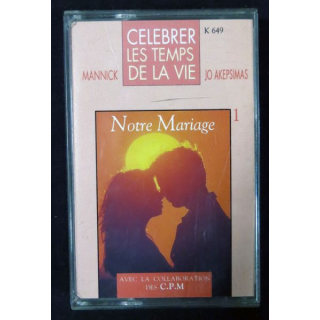 CELEBRER K 649
LES TEMPS
MANNICK DE LA VIE JO AKEPSIMAS
Notre Mariage 1
AVEC LA COLLABORATION
DES C.P.M